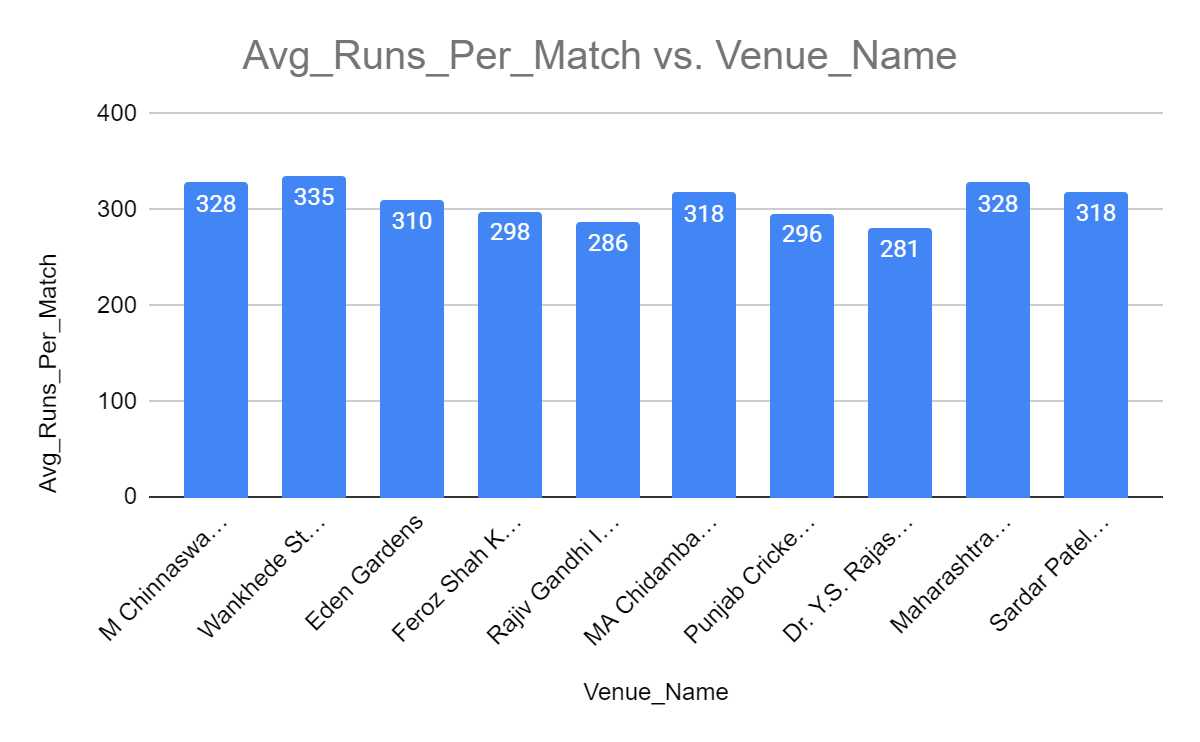 Avg_Runs_Per_Match vs. Venue_Name
Avg_Runs_Per_Match
400
300
200
100
0
328
335
310
298
286
318
296
281
328
318
M Chinnaswa...
Wankhede St...
Eden Gardens
Feroz Shah K...
Rajiv Gandhi I...
MA Chidamba...
Punjab Cricke...
Dr. Y.S. Rajas...
Maharashtra...
Sardar Patel...
Venue_Name